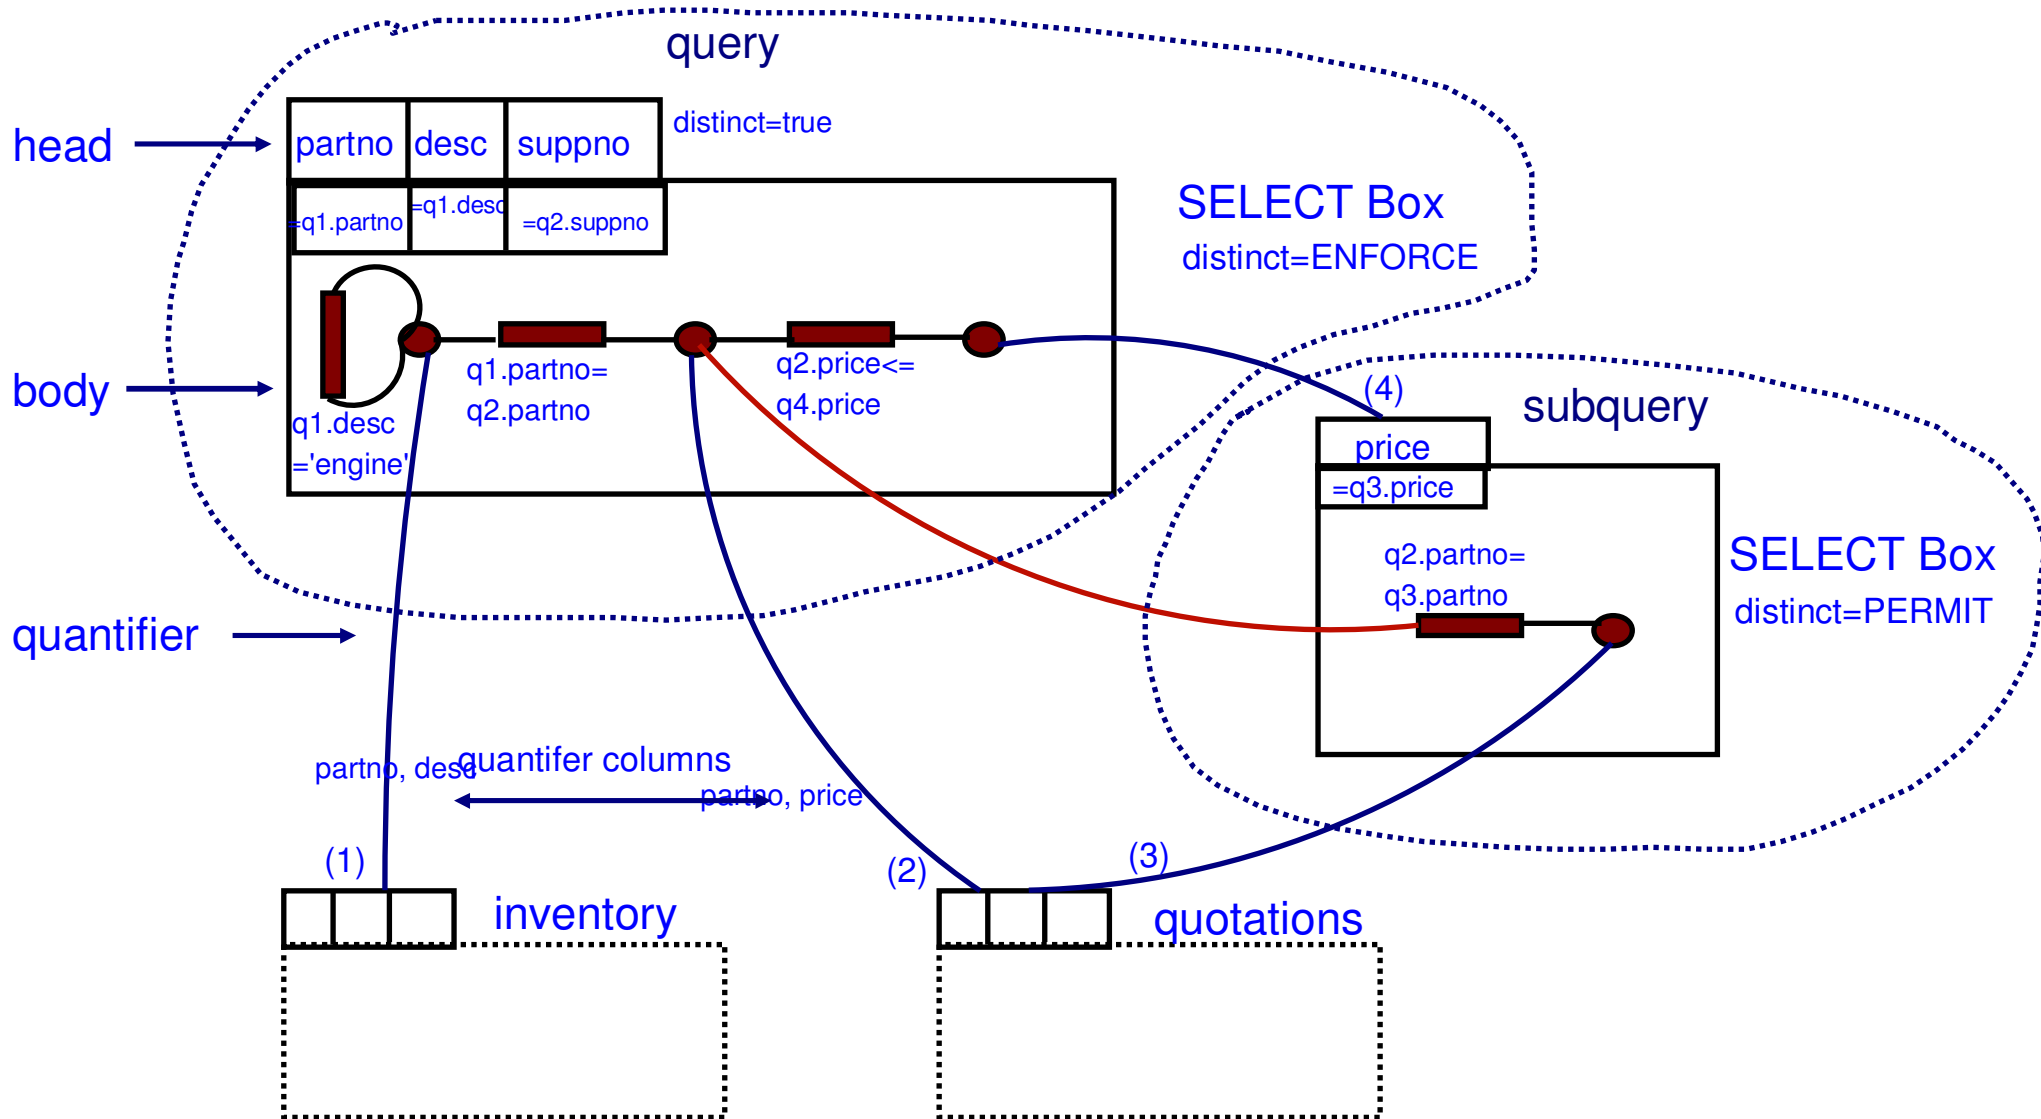 query
distinct=true
head
partno desc suppno
=q1.partno =q1.desc =q2.suppno
SELECT Box
distinct=ENFORCE
body
q1.partno=
q2.partno
q2.price<=
q4.price
q1.desc
='engine'
(4)
subquery
price
=q3.price
q2.partno=
q3.partno
SELECT Box
distinct=PERMIT
quantifier
quantifer columns
partno, desc
partno, price
(1)
(2)
(3)
inventory
quotations